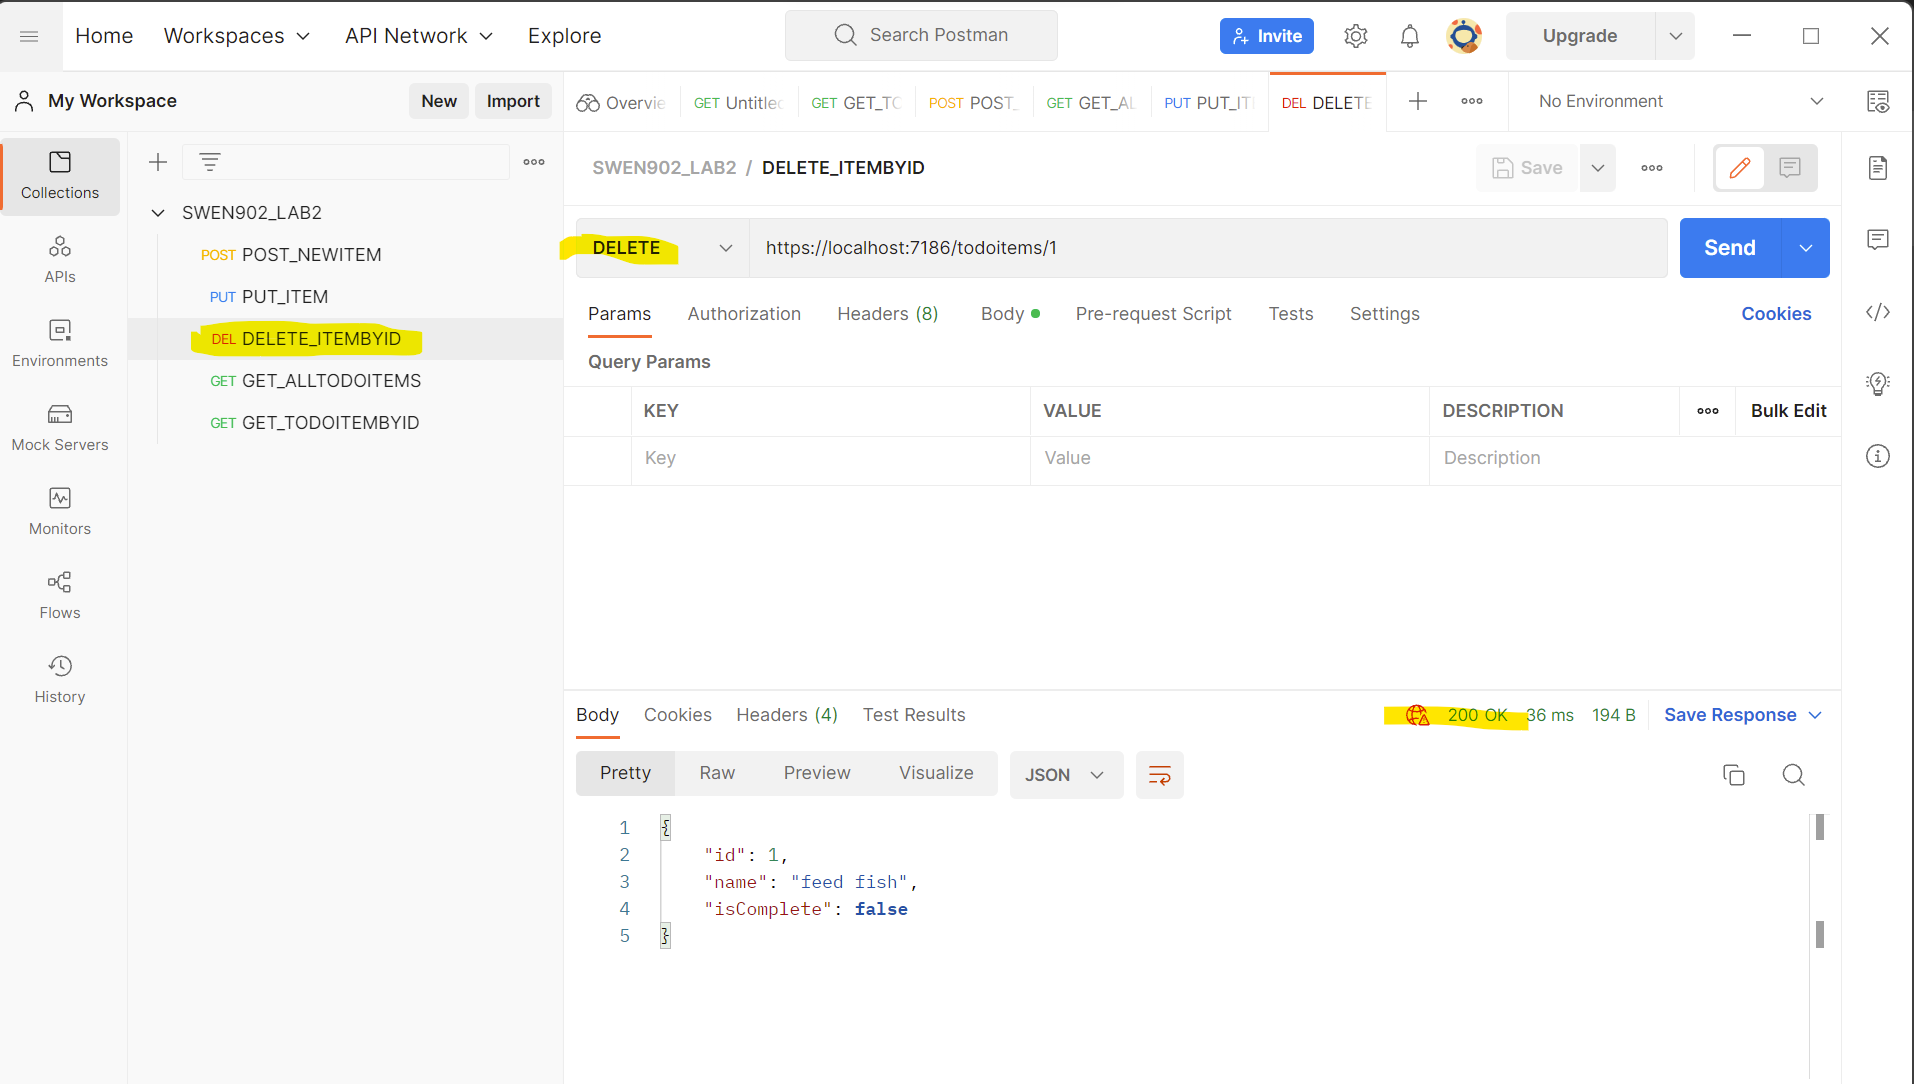 Home Workspaces API Network Explore Search Postman Invite Upgrade
My Workspace New Import
Overvie GET Untitled GET GET_TO POST POST_ GET GET_AL PUT PUT_IT DEL DELETE No Environment
Collections
APIs
Environments
Mock Servers
Monitors
Flows
History
SWEN902_LAB2
POST POST_NEWITEM
PUT PUT_ITEM
DEL DELETE_ITEMBYID
GET GET_ALLTODOITEMS
GET GET_TODOITEMBYID
SWEN902_LAB2 / DELETE_ITEMBYID Save
DELETE https://localhost:7186/todoitems/1 Send
Params Authorization Headers (8) Body Pre-request Script Tests Settings Cookies
Query Params
KEY VALUE DESCRIPTION Bulk Edit
Key Value Description
Body Cookies Headers (4) Test Results 200 OK 36 ms 194 B Save Response
Pretty Raw Preview Visualize JSON
1 {
2 "id": 1,
3 "name": "feed fish",
4 "isComplete": false
5 }